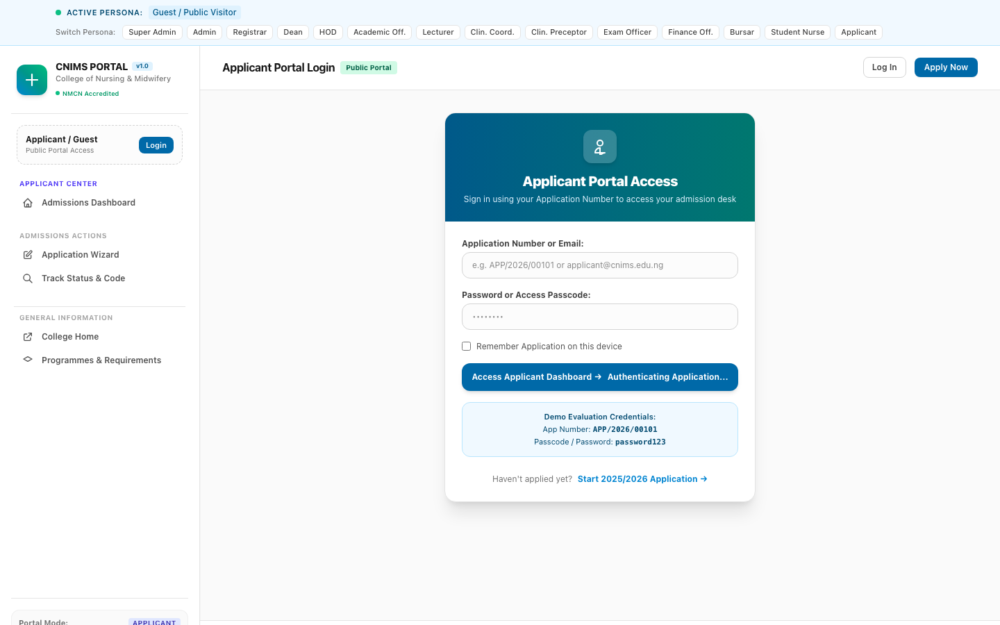 ACTIVE PERSONA: Guest / Public Visitor
Switch Persona: Super Admin Admin Registrar Dean HOD Academic Off. Lecturer Clin. Coord. Clin. Preceptor Exam Officer Finance Off. Bursar Student Nurse Applicant
CNIMS PORTAL v1.0
College of Nursing & Midwifery
NMCN Accredited
Applicant / Guest
Public Portal Access
Login
APPLICANT CENTER
Admissions Dashboard
ADMISSIONS ACTIONS
Application Wizard
Track Status & Code
GENERAL INFORMATION
College Home
Programmes & Requirements
Portal Mode: APPLICANT
Applicant Portal Login Public Portal
Log In Apply Now
Applicant Portal Access
Sign in using your Application Number to access your admission desk
Application Number or Email:
e.g. APP/2026/00101 or applicant@cnims.edu.ng
Password or Access Passcode:
••••••••
Remember Application on this device
Access Applicant Dashboard → Authenticating Application...
Demo Evaluation Credentials:
App Number: APP/2026/00101
Passcode / Password: password123
Haven't applied yet? Start 2025/2026 Application →